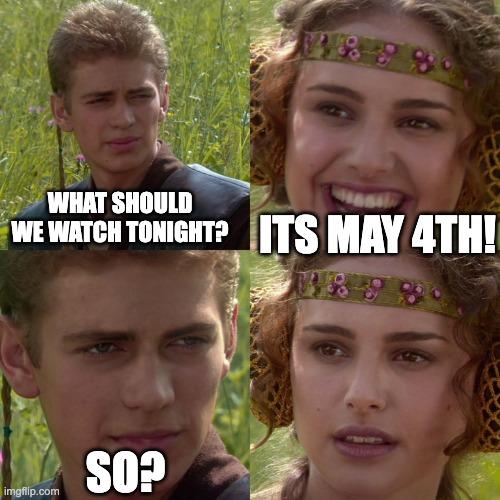 WHAT SHOULD
WE WATCH TONIGHT?
ITS MAY 4TH!
SO?
imgflip.com